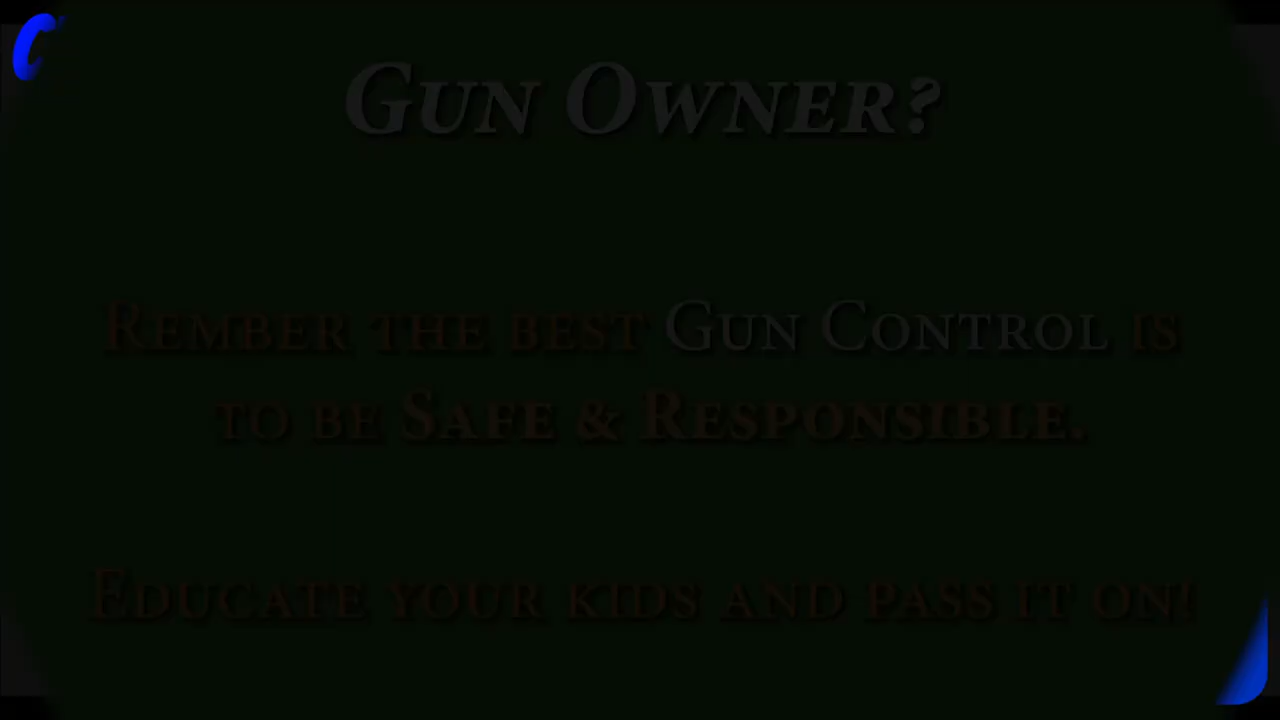 Gun Owner?
Rember the best Gun Control is
to be Safe & Responsible.
Educate your kids and pass it on!